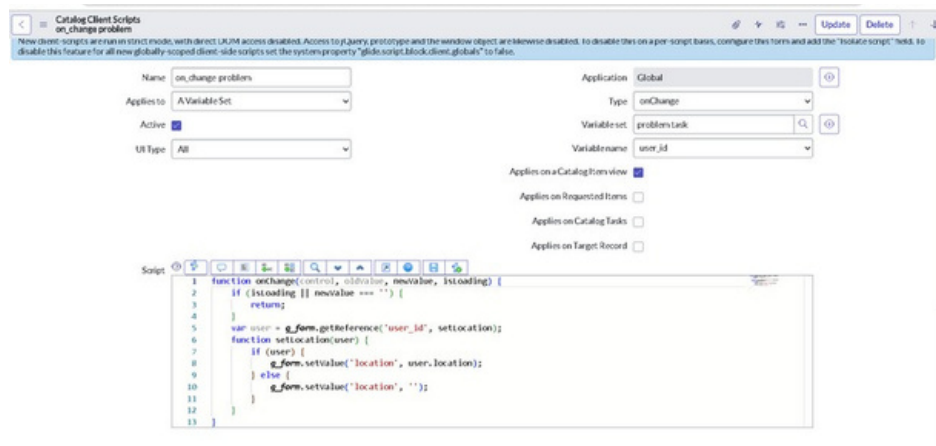 Catalog Client Scripts
on_change problem
Update
Delete
New client-scripts are run in strict mode, with direct DOM access disabled. Access to jQuery, prototype and the window object are likewise disabled. To disable this on a per-script basis, configure this form and add the "Isolate script" field. To
disable this feature for all new globally-scoped client-side scripts set the system property "glide.script.block.client.globals" to false.
Name on_change problem
Application Global
Applies to A Variable Set
Type onChange
Active
Variable set problem task
UI Type All
Variable name user_id
Applies on a Catalog Item view
Applies on Requested Items
Applies on Catalog Tasks
Applies on Target Record
Script
1 function onChange(control, oldValue, newValue, isLoading) {
2 if (isLoading || newValue === '') {
3 return;
4 }
5 var user = g_form.getReference('user_id', setLocation);
6 function setLocation(user) {
7 if (user) {
8 g_form.setValue('location', user.location);
9 } else {
10 g_form.setValue('location', '');
11 }
12 }
13 }